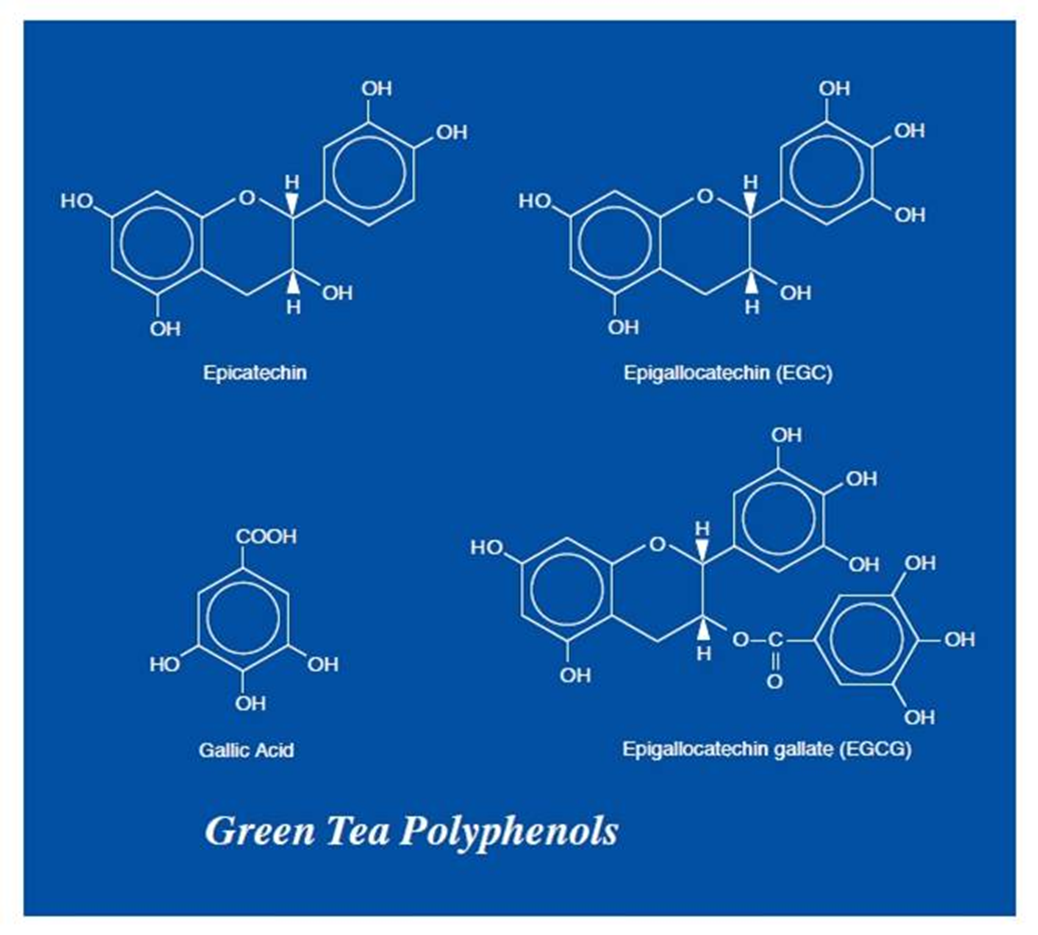 OH
OH
HO
O
H
OH
H
OH
Epicatechin
OH
OH
HO
O
H
OH
OH
H
OH
Epigallocatechin (EGC)
COOH
HO
OH
OH
Gallic Acid
OH
OH
HO
O
H
OH
OH
H
O–C
OH
O
OH
OH
Epigallocatechin gallate (EGCG)
Green Tea Polyphenols